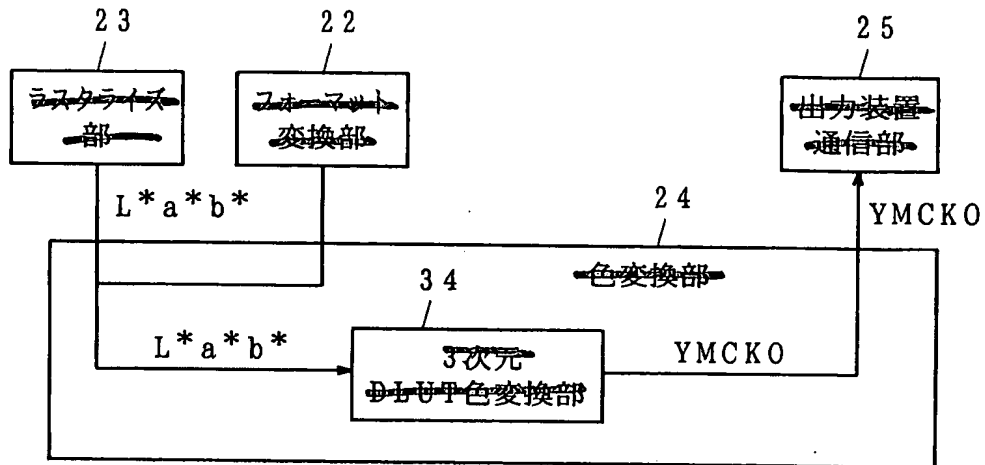 23
22
25
ラスタライズ
部
フォーマット
変換部
出力装置
通信部
L*a*b*
24
YMCKO
色変換部
34
L*a*b*
3次元
DLUT色変換部
YMCKO